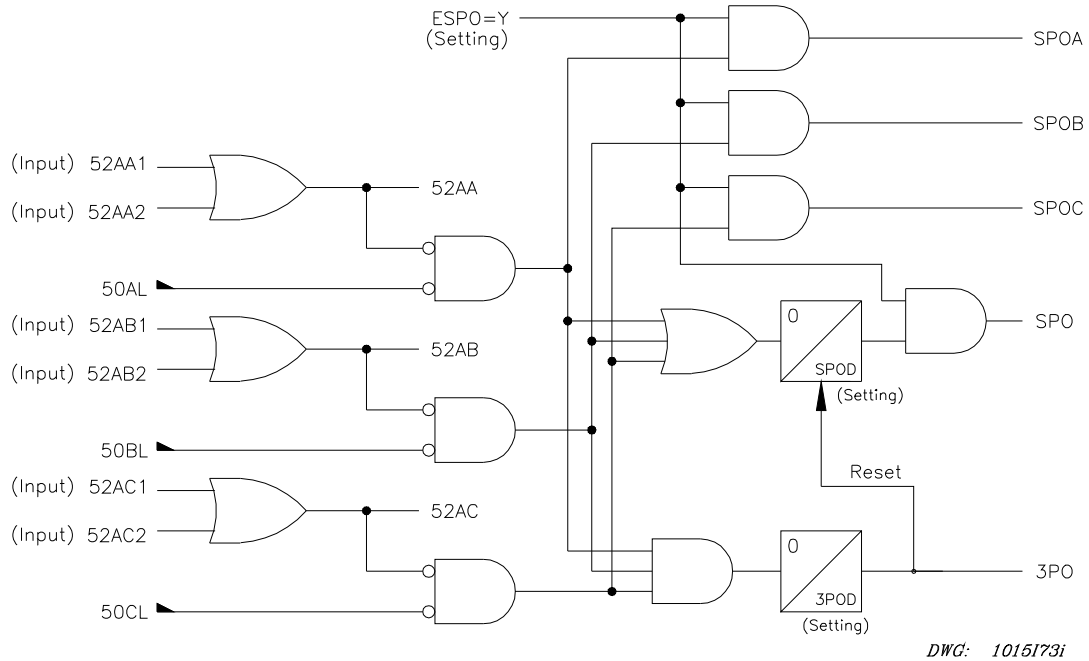 ESPO=Y
(Setting)
SPOA
SPOB
SPOC
(Input) 52AA1
(Input) 52AA2
52AA
50AL
(Input) 52AB1
(Input) 52AB2
52AB
50BL
(Input) 52AC1
(Input) 52AC2
52AC
50CL
0
SPOD
(Setting)
SPO
Reset
0
3POD
(Setting)
3PO
DWG: 1015I73i